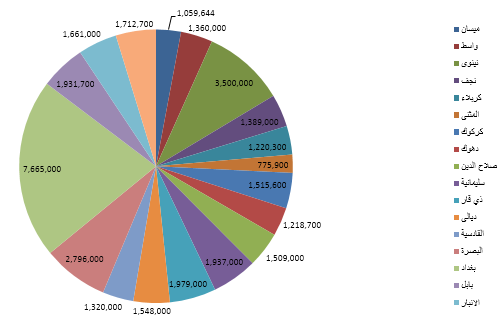 1,059,644
1,360,000
3,500,000
1,389,000
1,220,300
775,900
1,515,600
1,218,700
1,509,000
1,937,000
1,979,000
1,548,000
1,320,000
2,796,000
7,665,000
1,931,700
1,661,000
1,712,700
ميسان
واسط
نينوى
نجف
كربلاء
المثنى
كركوك
دهوك
صلاح الدين
سليمانية
ذي قار
ديالى
القادسية
البصرة
بغداد
بابل
الانبار